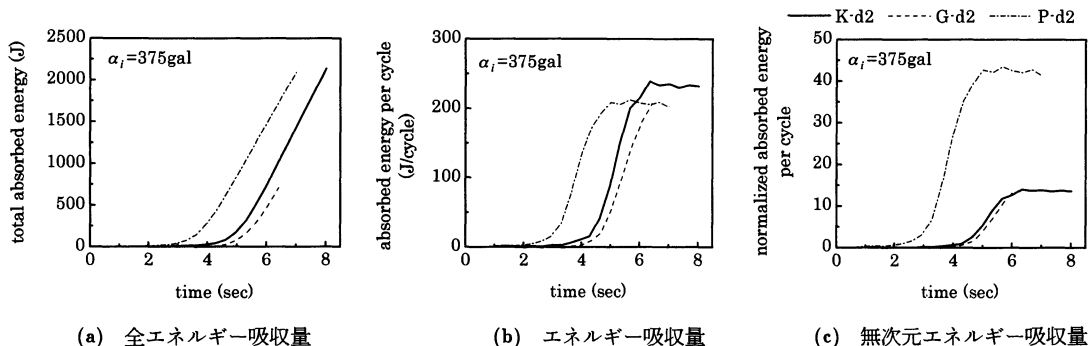 K-d2 G-d2 P-d2
total absorbed energy (J)
2500
2000
1500
1000
500
0
αi=375gal
0 2 4 6 8
time (sec)
(a) 全エネルギー吸収量
absorbed energy per cycle
(J/cycle)
300
200
100
0
αi=375gal
0 2 4 6 8
time (sec)
(b) エネルギー吸収量
normalized absorbed energy
per cycle
50
40
30
20
10
0
αi=375gal
0 2 4 6 8
time (sec)
(c) 無次元エネルギー吸収量